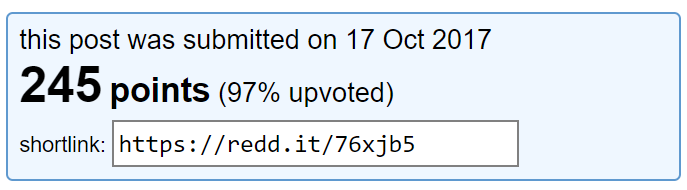 this post was submitted on 17 Oct 2017
245 points (97% upvoted)
shortlink: https://redd.it/76xjb5